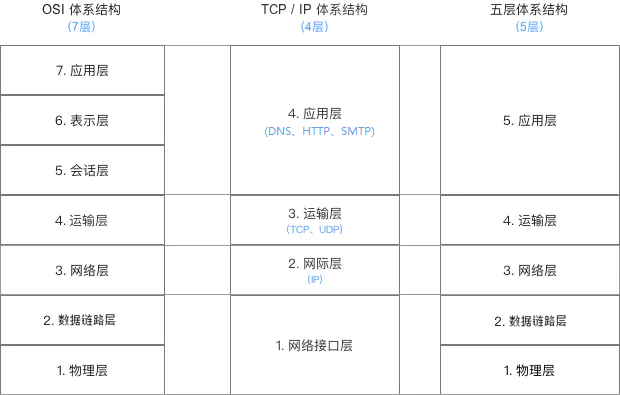 OSI 体系结构
(7层)
7. 应用层
6. 表示层
5. 会话层
4. 运输层
3. 网络层
2. 数据链路层
1. 物理层
TCP / IP 体系结构
(4层)
4. 应用层
(DNS、HTTP、SMTP)
3. 运输层
(TCP、UDP)
2. 网际层
(IP)
1. 网络接口层
五层体系结构
(5层)
5. 应用层
4. 运输层
3. 网络层
2. 数据链路层
1. 物理层